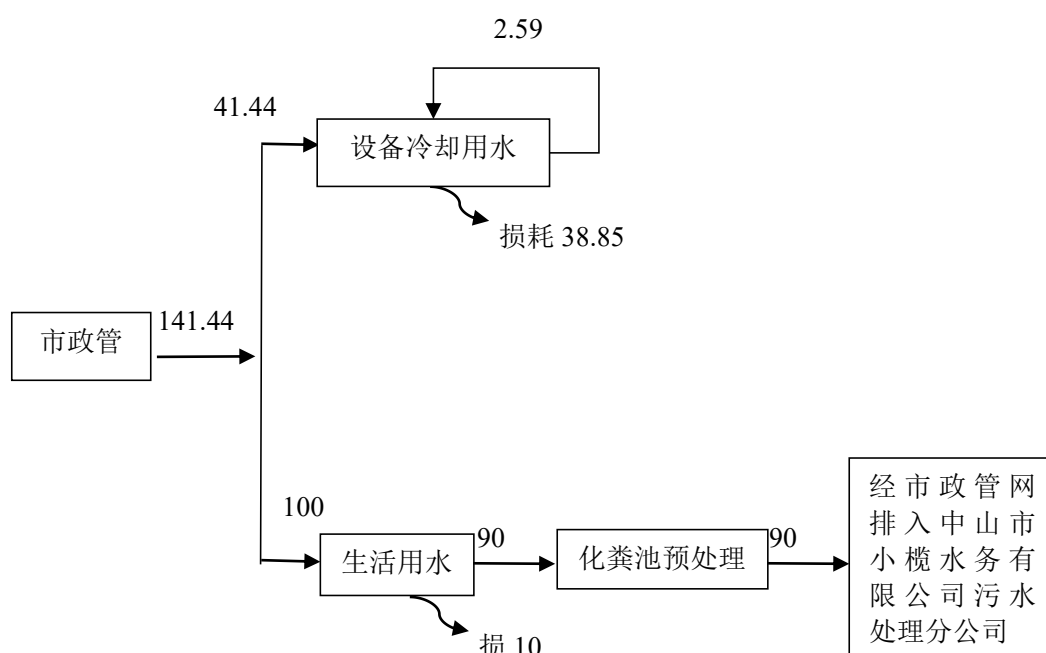 2.59
41.44
设备冷却用水
损耗 38.85
市政管
141.44
100
生活用水
90
化粪池预处理
90
经市政管网
排入中山市
小榄水务有
限公司污水
处理分公司
损 10